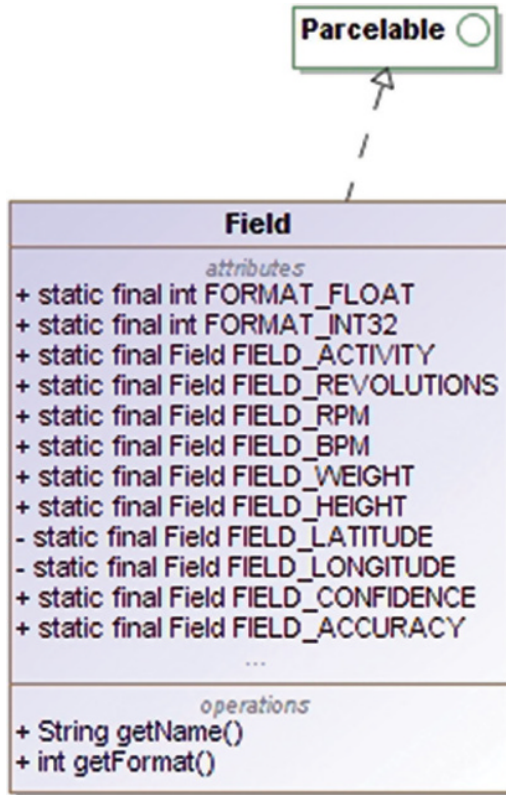 Parcelable
Field
attributes
+ static final int FORMAT_FLOAT
+ static final int FORMAT_INT32
+ static final Field FIELD_ACTIVITY
+ static final Field FIELD_REVOLUTIONS
+ static final Field FIELD_RPM
+ static final Field FIELD_BPM
+ static final Field FIELD_WEIGHT
+ static final Field FIELD_HEIGHT
- static final Field FIELD_LATITUDE
- static final Field FIELD_LONGITUDE
+ static final Field FIELD_CONFIDENCE
+ static final Field FIELD_ACCURACY
...
operations
+ String getName()
+ int getFormat()